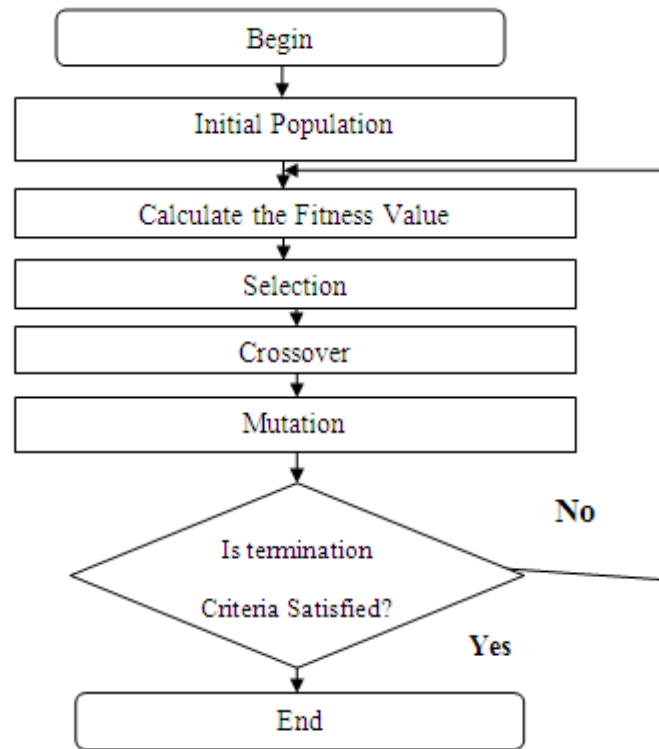 Begin
Initial Population
Calculate the Fitness Value
Selection
Crossover
Mutation
No
Is termination
Criteria Satisfied?
Yes
End